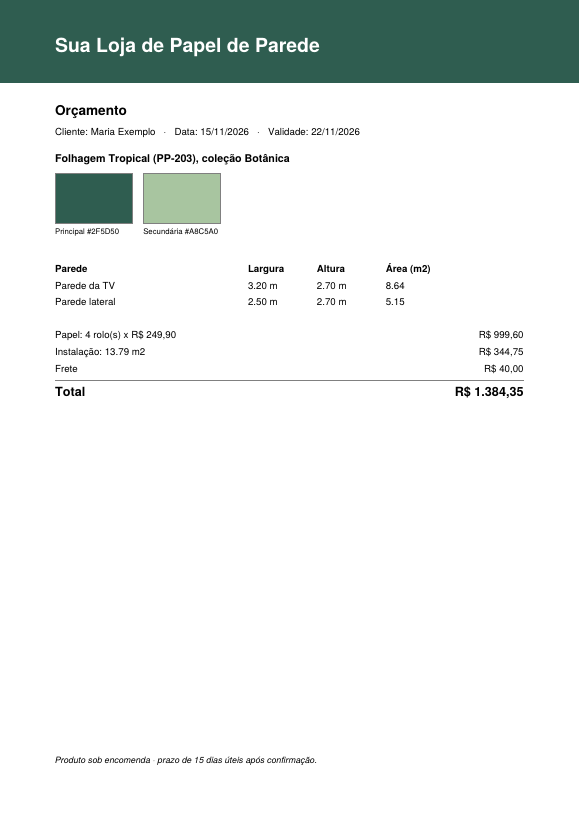 Sua Loja de Papel de Parede
Orçamento
Cliente: Maria Exemplo · Data: 15/11/2026 · Validade: 22/11/2026
Folhagem Tropical (PP-203), coleção Botânica
Principal #2F5D50 Secundária #A8C5A0
Parede Largura Altura Área (m2)
Parede da TV 3.20 m 2.70 m 8.64
Parede lateral 2.50 m 2.70 m 5.15
Papel: 4 rolo(s) x R$ 249,90 R$ 999,60
Instalação: 13.79 m2 R$ 344,75
Frete R$ 40,00
Total R$ 1.384,35
Produto sob encomenda · prazo de 15 dias úteis após confirmação.